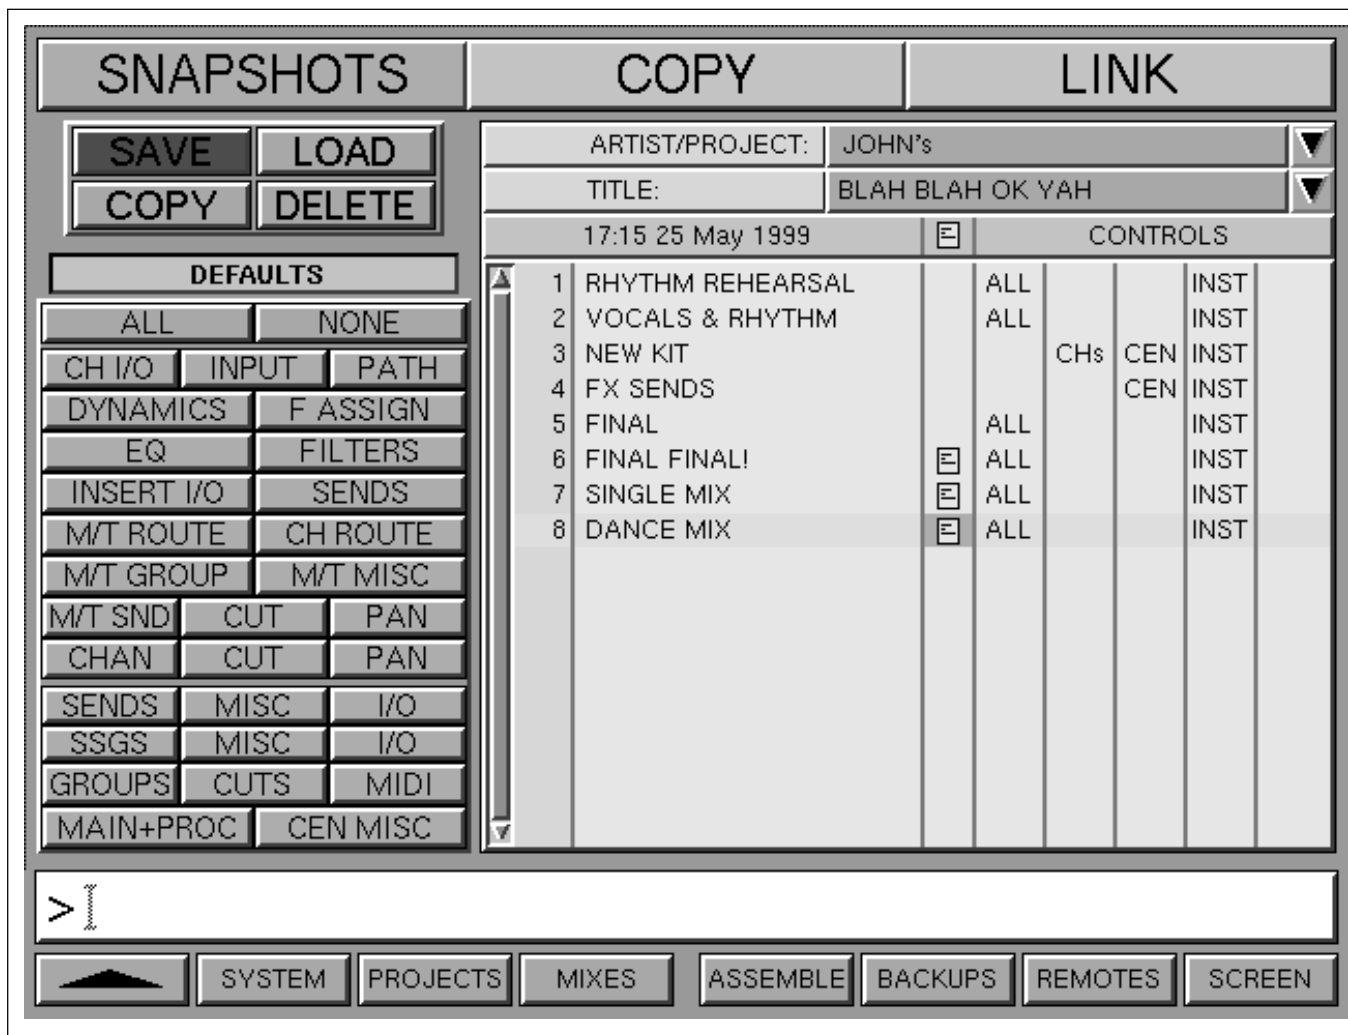 SNAPSHOTS COPY LINK
SAVE LOAD
COPY DELETE
DEFAULTS
ALL NONE
CH I/O INPUT PATH
DYNAMICS F ASSIGN
EQ FILTERS
INSERT I/O SENDS
M/T ROUTE CH ROUTE
M/T GROUP M/T MISC
M/T SND CUT PAN
CHAN CUT PAN
SENDS MISC I/O
SSGS MISC I/O
GROUPS CUTS MIDI
MAIN+PROC CEN MISC
ARTIST/PROJECT: JOHN's
TITLE: BLAH BLAH OK YAH
17:15 25 May 1999 CONTROLS
1 RHYTHM REHEARSAL ALL INST
2 VOCALS & RHYTHM ALL INST
3 NEW KIT CHs CEN INST
4 FX SENDS CEN INST
5 FINAL ALL INST
6 FINAL FINAL! ALL INST
7 SINGLE MIX ALL INST
8 DANCE MIX ALL INST
>
SYSTEM PROJECTS MIXES ASSEMBLE BACKUPS REMOTES SCREEN